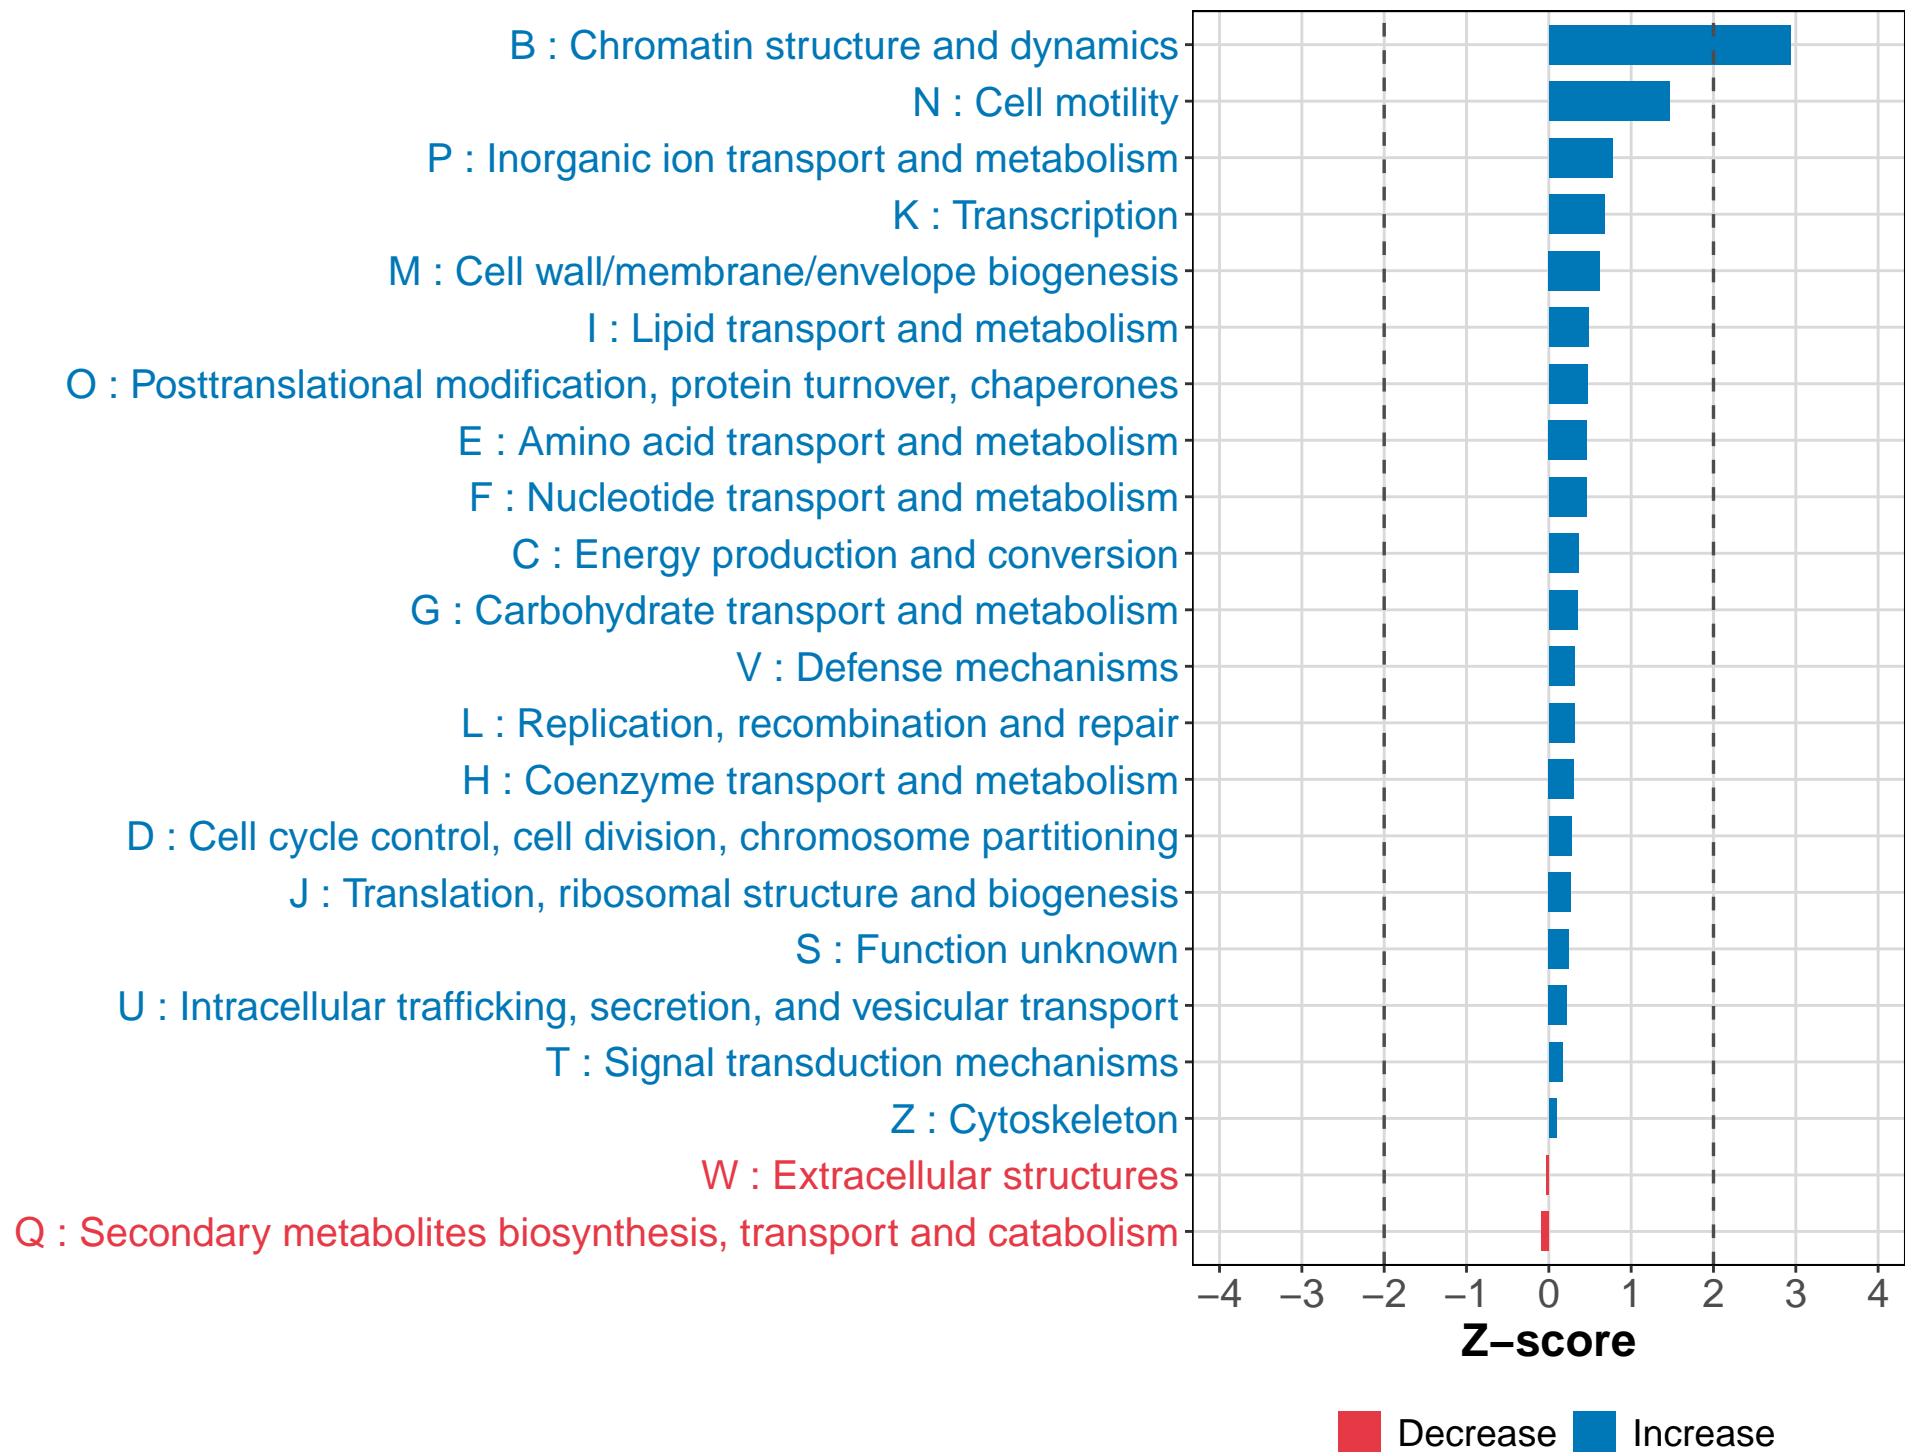 B : Chromatin structure and dynamics
N : Cell motility
P : Inorganic ion transport and metabolism
K : Transcription
M : Cell wall/membrane/envelope biogenesis
I : Lipid transport and metabolism
O : Posttranslational modification, protein turnover, chaperones
E : Amino acid transport and metabolism
F : Nucleotide transport and metabolism
C : Energy production and conversion
G : Carbohydrate transport and metabolism
V : Defense mechanisms
L : Replication, recombination and repair
H : Coenzyme transport and metabolism
D : Cell cycle control, cell division, chromosome partitioning
J : Translation, ribosomal structure and biogenesis
S : Function unknown
U : Intracellular trafficking, secretion, and vesicular transport
T : Signal transduction mechanisms
Z : Cytoskeleton
W : Extracellular structures
Q : Secondary metabolites biosynthesis, transport and catabolism
−4 −3 −2 −1 0 1 2 3 4
Z−score
Decrease Increase